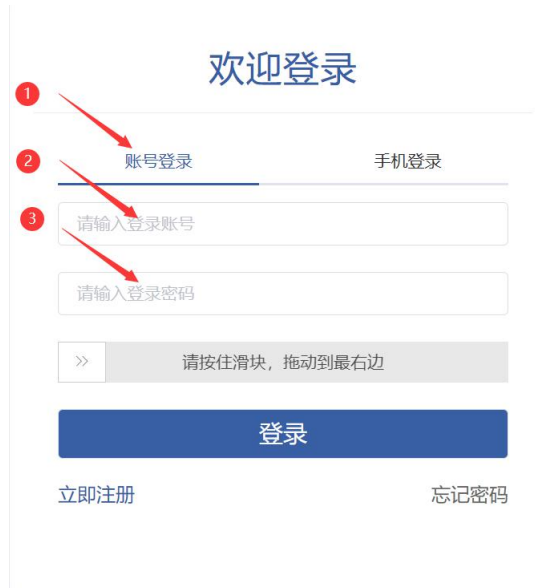 欢迎登录
1
账号登录 手机登录
2
3
请输入登录账号
请输入登录密码
>> 请按住滑块，拖动到最右边
登录
立即注册 忘记密码